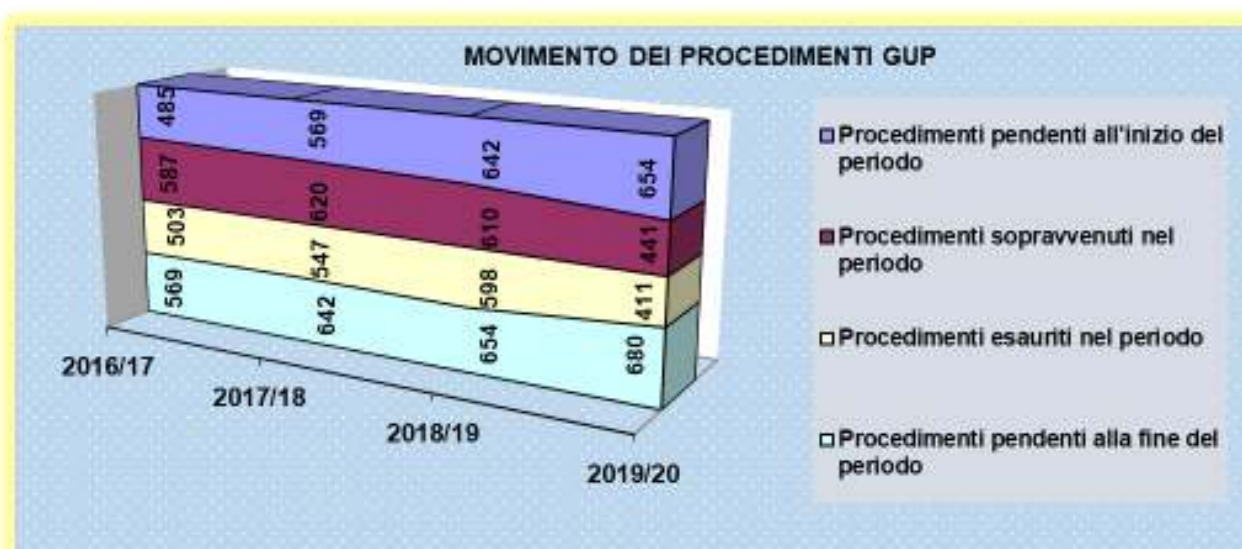 MOVIMENTO DEI PROCEDIMENTI GUP
485 569 642 654
587 620 610 441
503 547 598 411
569 642 654 680
2016/17
2017/18
2018/19
2019/20
Procedimenti pendenti all'inizio del
periodo
Procedimenti sopravvenuti nel
periodo
Procedimenti esauriti nel periodo
Procedimenti pendenti alla fine del
periodo